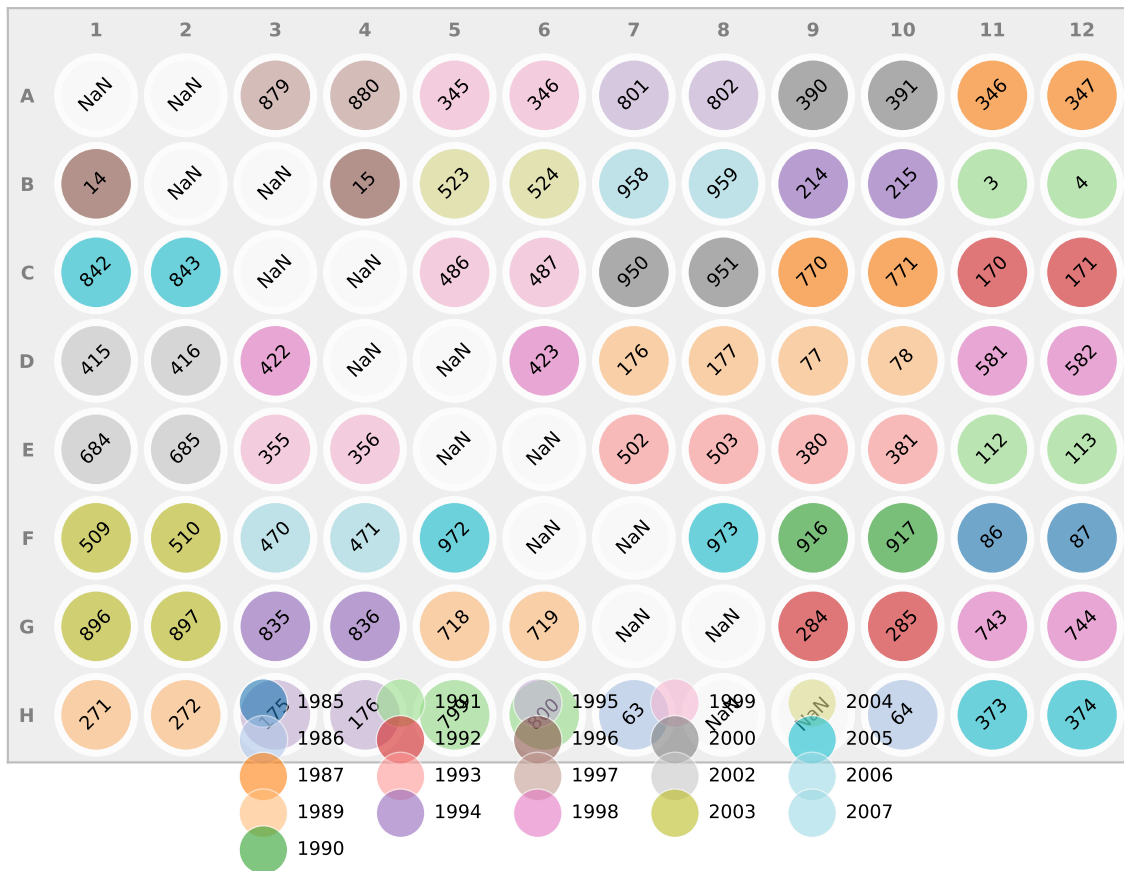 1 2 3 4 5 6 7 8 9 10 11 12
A NaN NaN 879 880 345 346 801 802 390 391 346 347
B 14 NaN NaN 15 523 524 958 959 214 215 3 4
C 842 843 NaN NaN 486 487 950 951 770 771 170 171
D 415 416 422 NaN NaN 423 176 177 77 78 581 582
E 684 685 355 356 NaN NaN 502 503 380 381 112 113
F 509 510 470 471 972 NaN NaN 973 916 917 86 87
G 896 897 835 836 718 719 NaN NaN 284 285 743 744
H 271 272 175 176 799 800 63 NaN NaN 64 373 374
1985 1991 1995 1999 2004
1986 1992 1996 2000 2005
1987 1993 1997 2002 2006
1989 1994 1998 2003 2007
1990